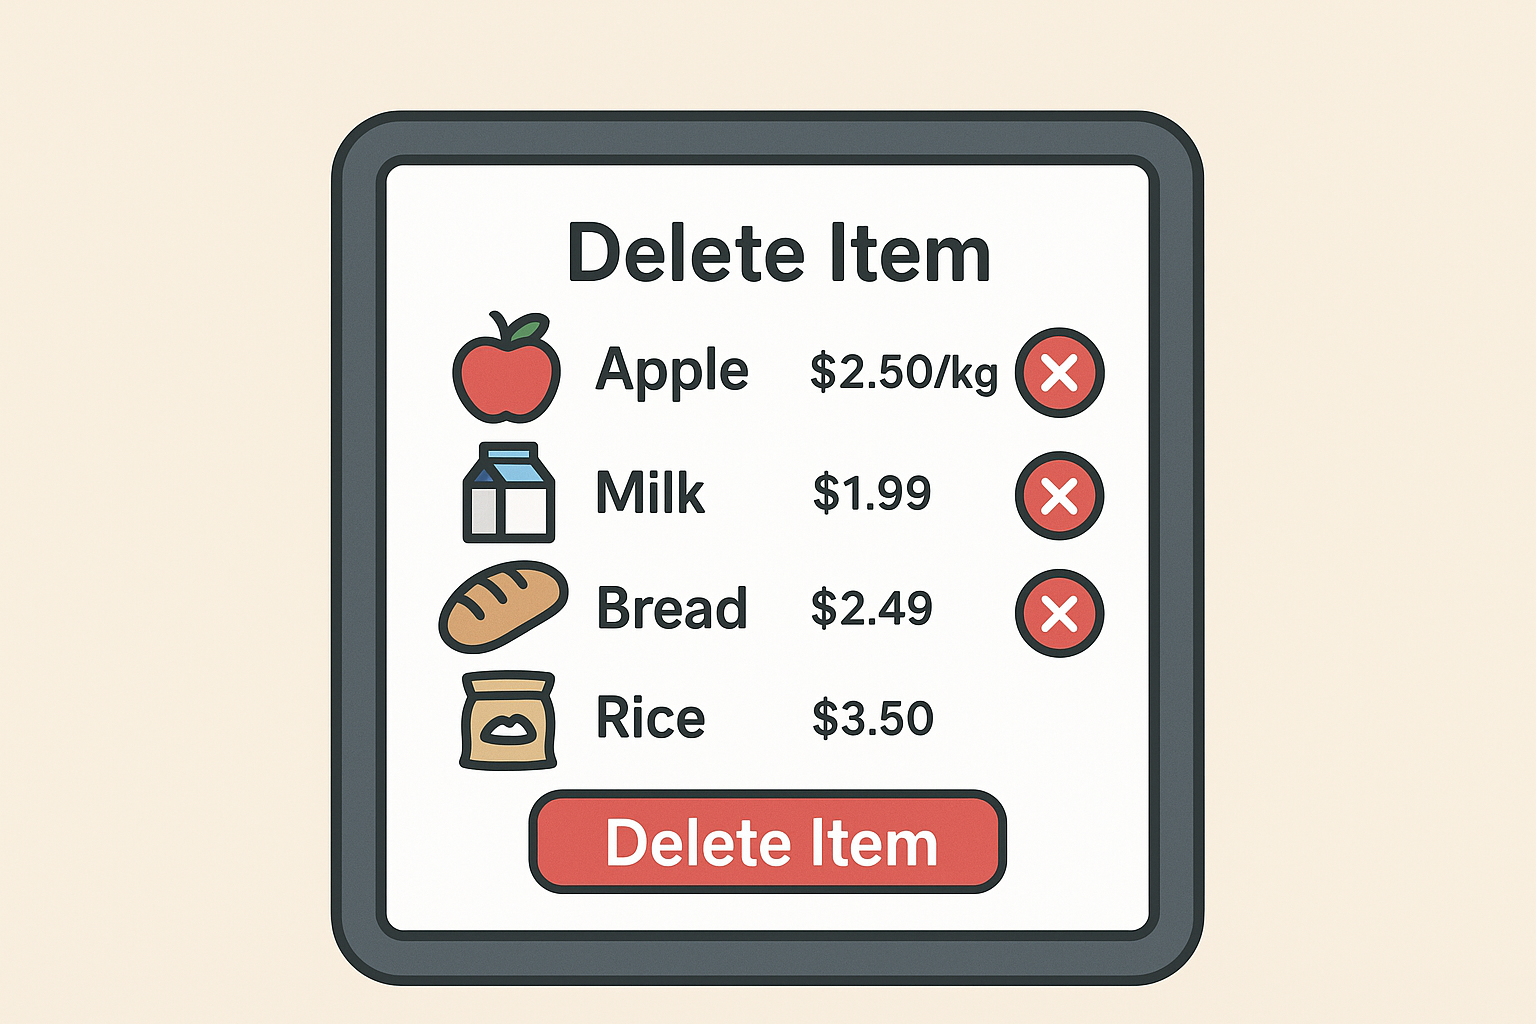 Delete Item
Apple $2.50/kg
Milk $1.99
Bread $2.49
Rice $3.50
Delete Item